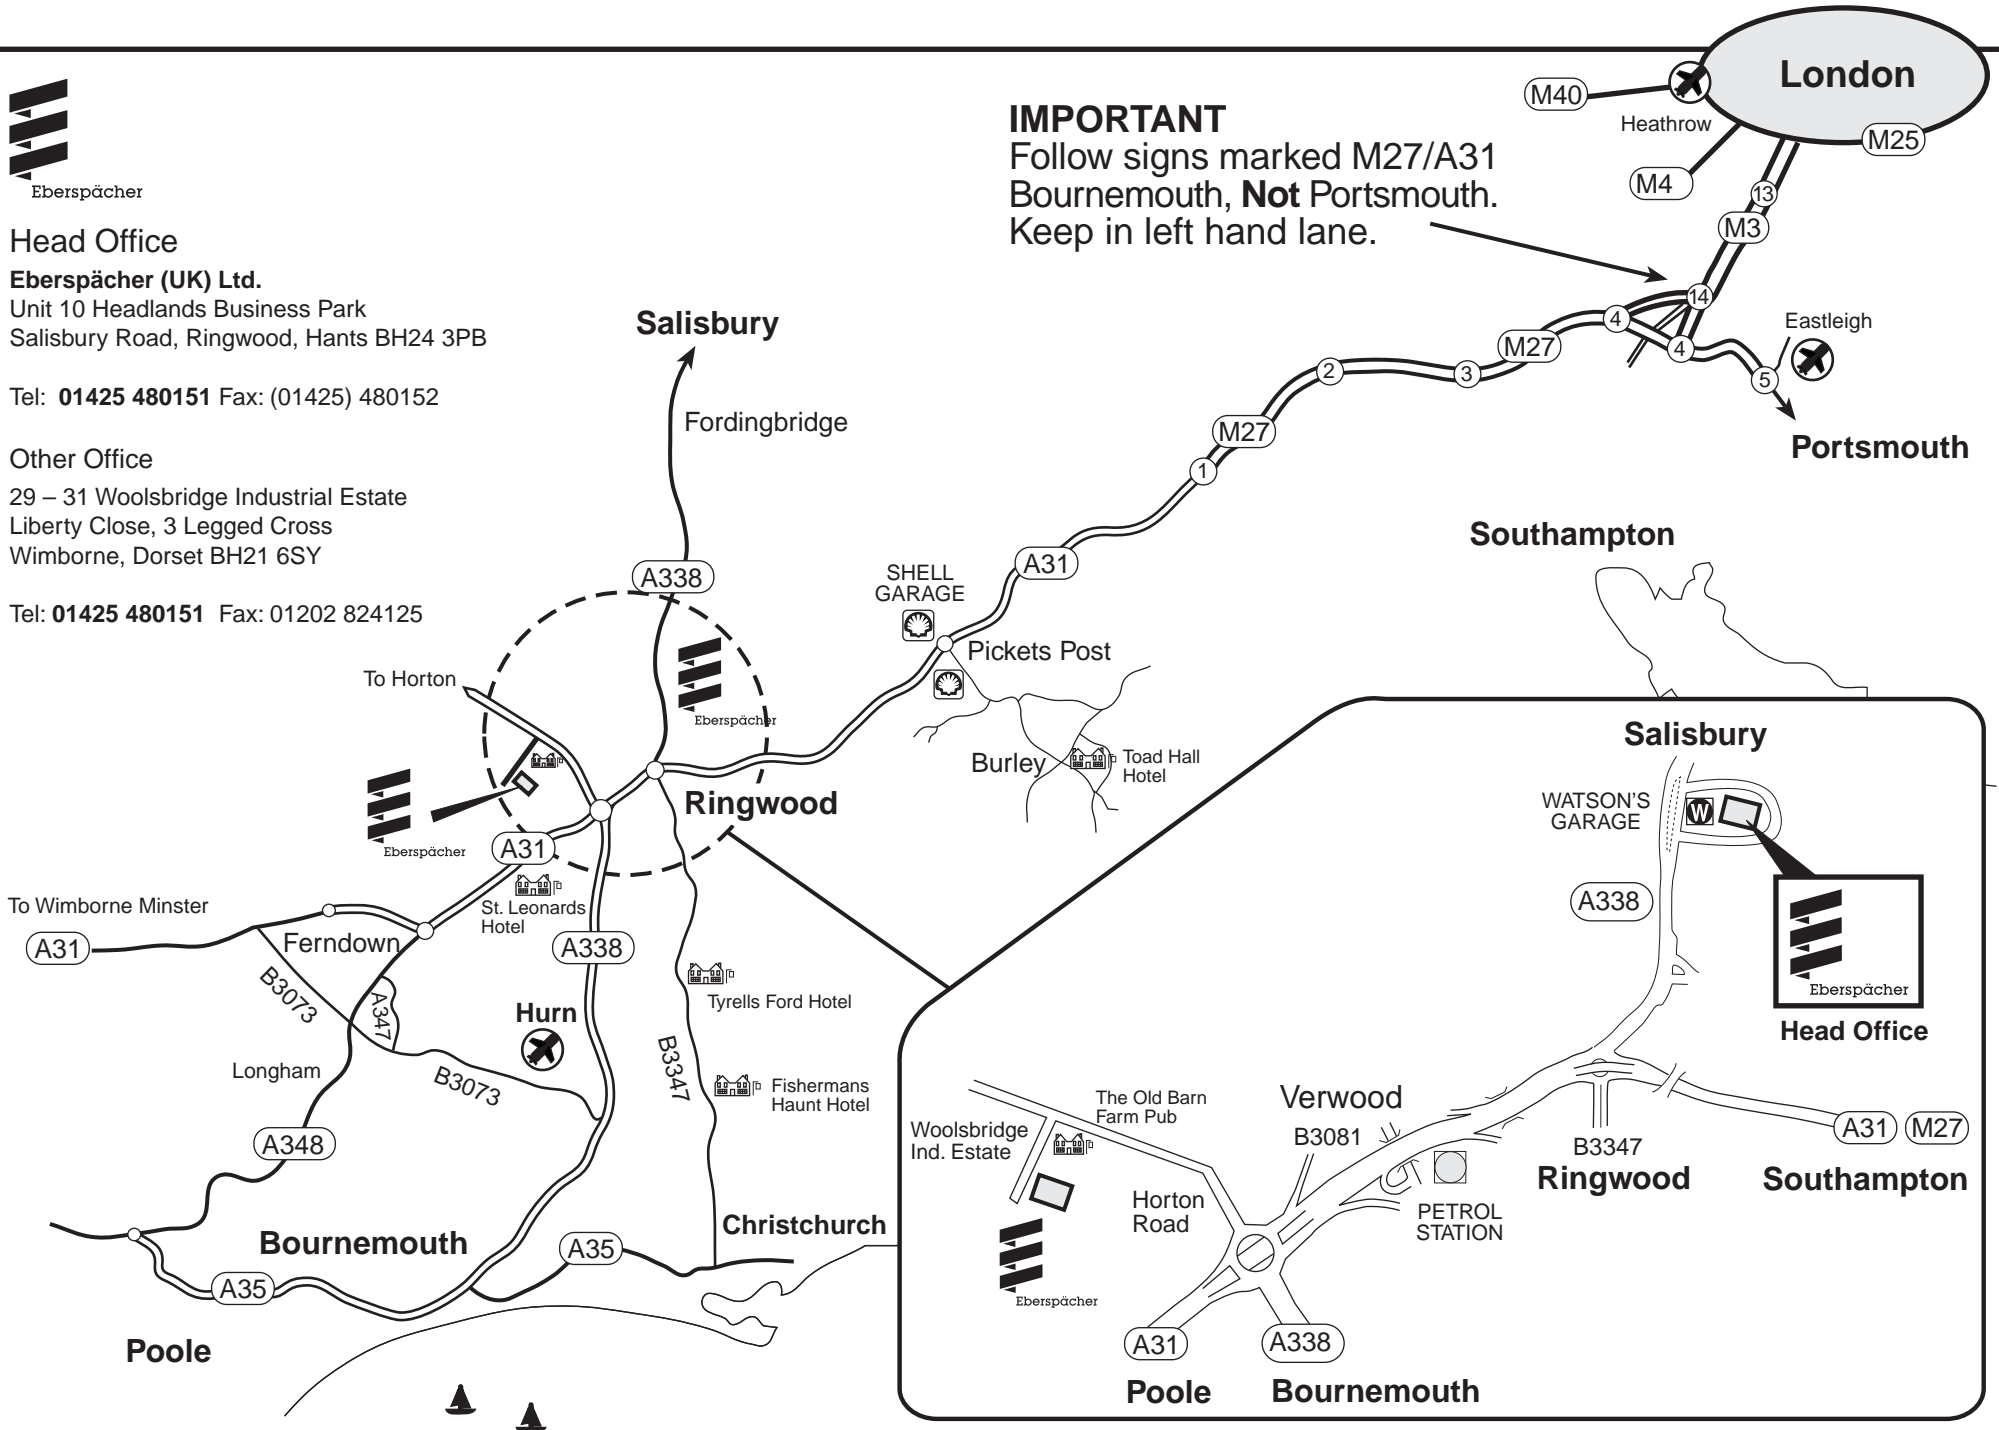 London
M40
Heathrow
M25
M4
13
M3
IMPORTANT
Follow signs marked M27/A31
Bournemouth, Not Portsmouth.
Keep in left hand lane.
14
4
4
Eastleigh
5
Portsmouth
M27
3
2
M27
1
Southampton
Eberspächer
Head Office
Eberspächer (UK) Ltd.
Unit 10 Headlands Business Park
Salisbury Road, Ringwood, Hants BH24 3PB
Tel: 01425 480151 Fax: (01425) 480152
Other Office
29 – 31 Woolsbridge Industrial Estate
Liberty Close, 3 Legged Cross
Wimborne, Dorset BH21 6SY
Tel: 01425 480151 Fax: 01202 824125
Salisbury
Fordingbridge
A338
A31
SHELL
GARAGE
Pickets Post
To Horton
Eberspächer
Burley
Toad Hall
Hotel
Ringwood
Eberspächer
A31
St. Leonards
Hotel
To Wimborne Minster
A31
Ferndown
A338
B3073
A347
Tyrells Ford Hotel
Hurn
B3347
Longham
B3073
Fishermans
Haunt Hotel
A348
Bournemouth
A35
Christchurch
A35
Poole
Salisbury
WATSON'S
GARAGE
W
A338
Eberspächer
Head Office
The Old Barn
Farm Pub
Verwood
Woolsbridge
Ind. Estate
B3081
B3347
A31
M27
Ringwood
Southampton
Horton
Road
PETROL
STATION
Eberspächer
A31
A338
Poole
Bournemouth